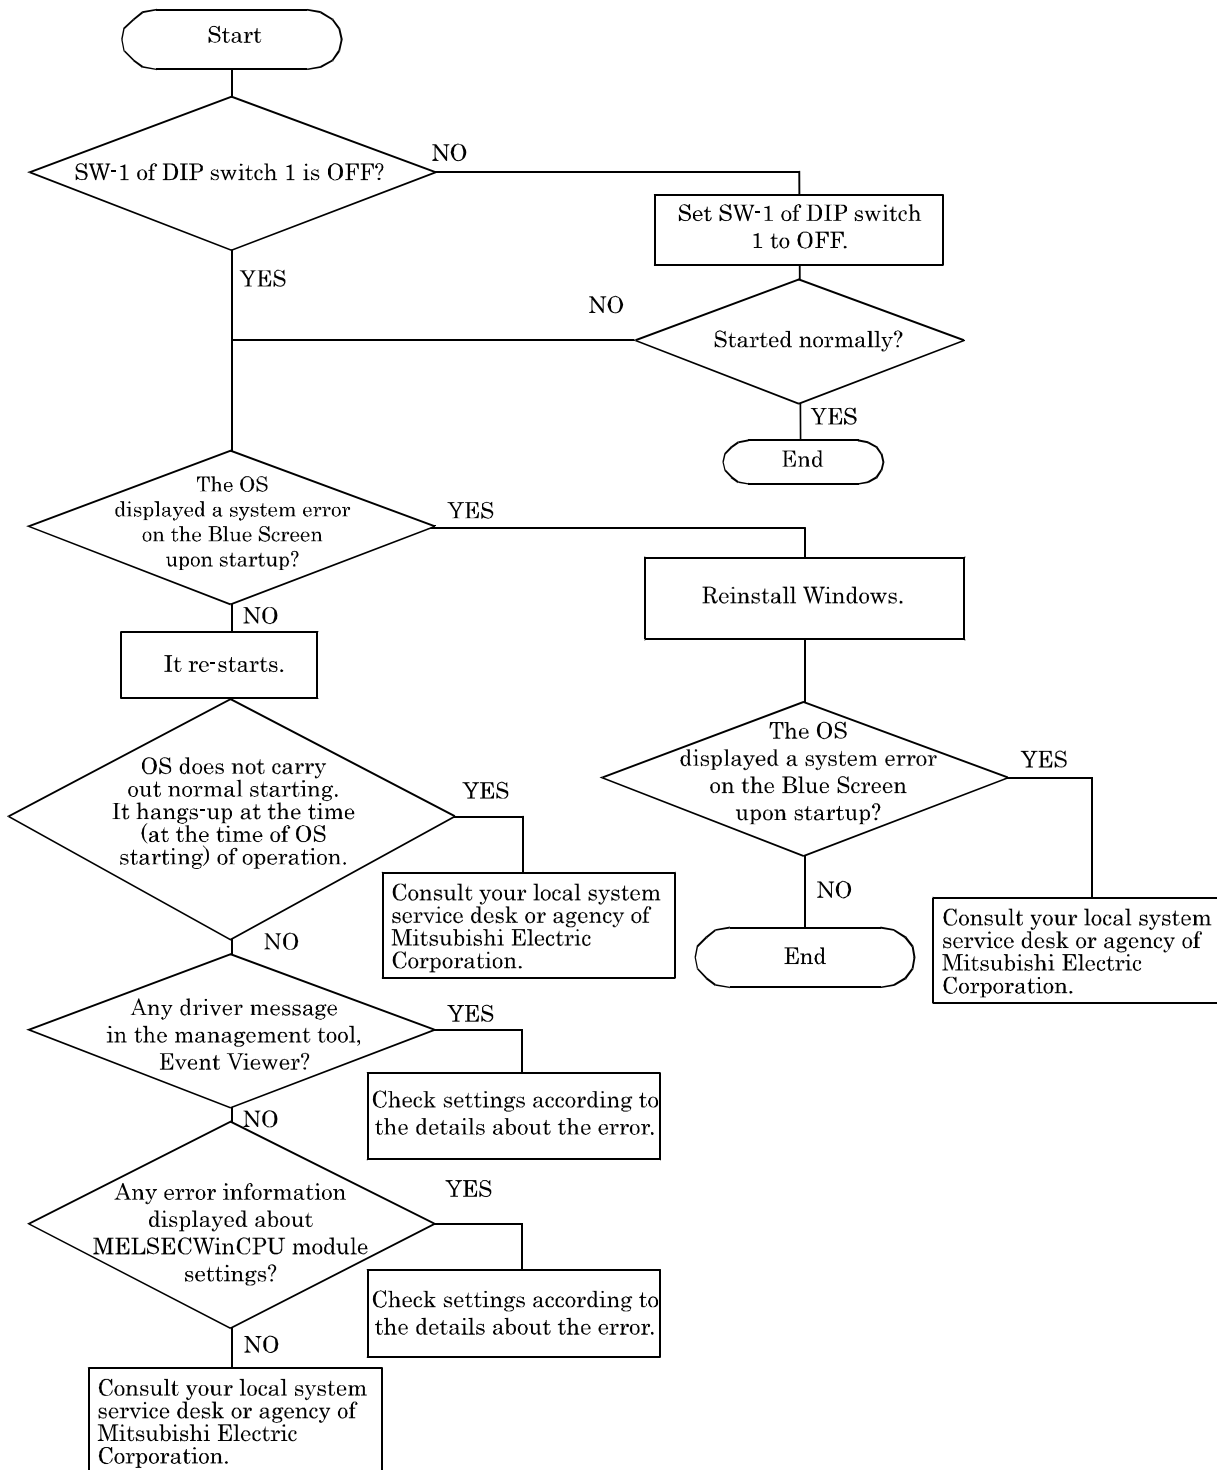 Start
SW-1 of DIP switch 1 is OFF?
NO
Set SW-1 of DIP switch
1 to OFF.
YES
NO
Started normally?
YES
End
The OS
displayed a system error
on the Blue Screen
upon startup?
YES
Reinstall Windows.
NO
It re-starts.
The OS
displayed a system error
on the Blue Screen
upon startup?
YES
OS does not carry
out normal starting.
It hangs-up at the time
(at the time of OS
starting) of operation.
YES
Consult your local system
service desk or agency of
Mitsubishi Electric
Corporation.
NO
End
Consult your local system
service desk or agency of
Mitsubishi Electric
Corporation.
NO
Any driver message
in the management tool,
Event Viewer?
YES
Check settings according to
the details about the error.
NO
Any error information
displayed about
MELSECWinCPU module
settings?
YES
Check settings according to
the details about the error.
NO
Consult your local system
service desk or agency of
Mitsubishi Electric
Corporation.